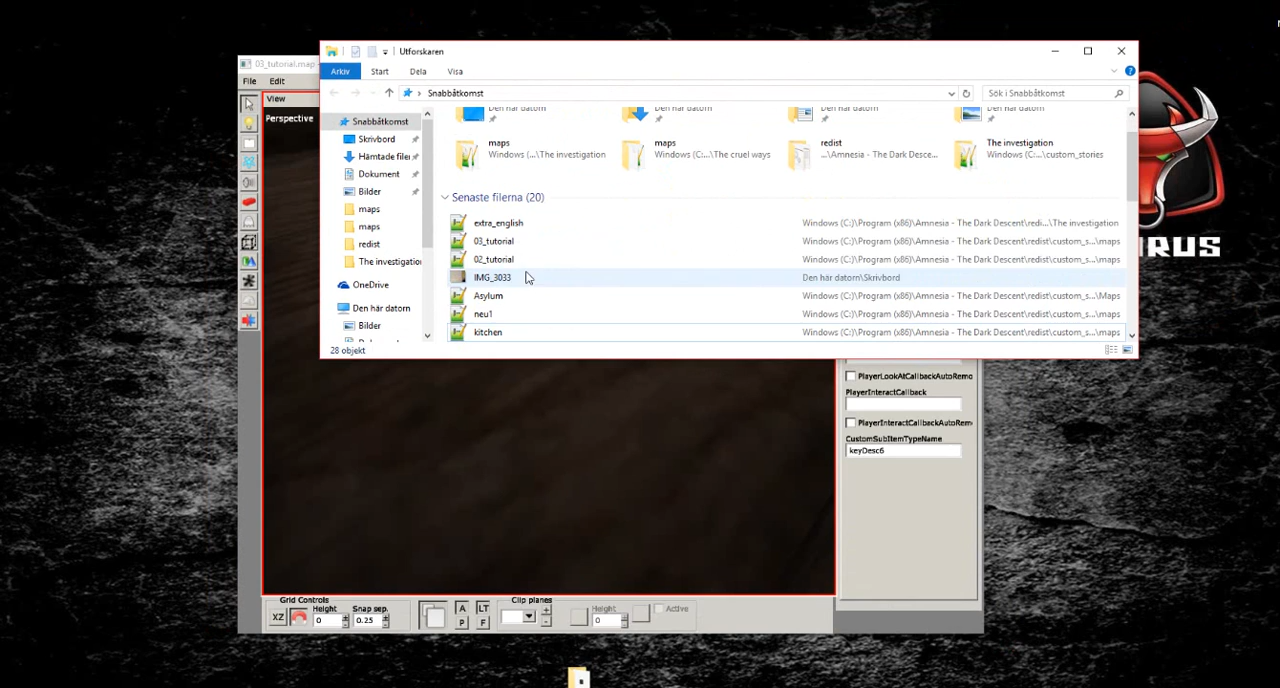 03_tutorial.map
File Edit
View
Perspective
Utforskaren
Arkiv Start Dela Visa
Snabbåtkomst
Sök i Snabbåtkomst
Snabbåtkomst
Skrivbord
Hämtade filer
Dokument
Bilder
maps
maps
redist
The investigation
OneDrive
Den här datorn
Bilder
Den här datorn Den här datorn Den här datorn Den här datorn
maps
Windows (...\The investigation
maps
Windows (C...\The cruel ways
redist
...\Amnesia - The Dark Descent...
The investigation
Windows (C:...\custom_stories
Senaste filerna (20)
extra_english Windows (C:)\Program (x86)\Amnesia - The Dark Descent\redi...\The investigation
03_tutorial Windows (C:)\Program (x86)\Amnesia - The Dark Descent\redist\custom_s...\maps
02_tutorial Windows (C:)\Program (x86)\Amnesia - The Dark Descent\redist\custom_s...\maps
IMG_3033 Den här datorn\Skrivbord
Asylum Windows (C:)\Program (x86)\Amnesia - The Dark Descent\redist\custom_s...\Maps
neu1 Windows (C:)\Program (x86)\Amnesia - The Dark Descent\redist\custom_s...\maps
kitchen Windows (C:)\Program (x86)\Amnesia - The Dark Descent\redist\custom_s...\maps
28 objekt
PlayerLookAtCallbackAutoRemo
PlayerInteractCallback
PlayerInteractCallbackAutoRem
CustomSubItemTypeName
keyDesc6
Grid Controls
XZ
Height
0
Snap sep.
0.25
A LT
P F
Clip planes
Height
0
Active
RUS